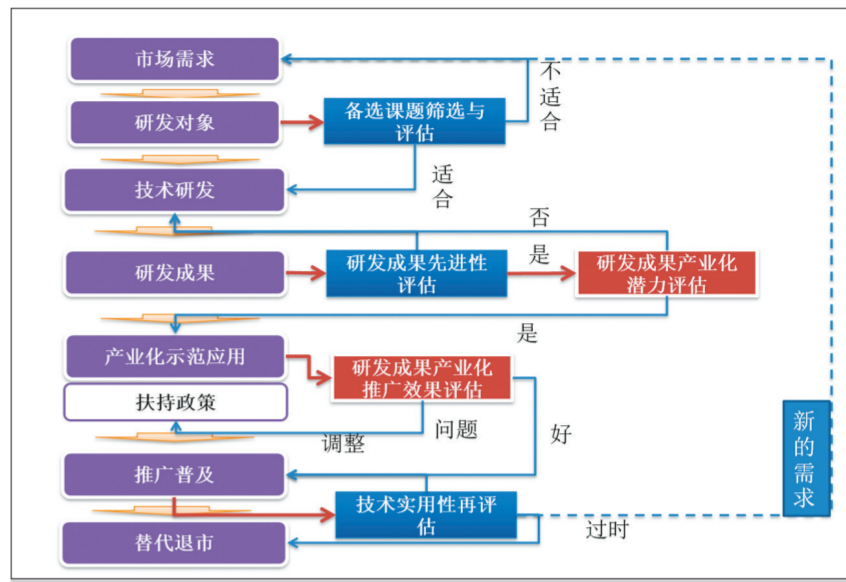 市场需求
不适合
研发对象
备选课题筛选与
评估
技术研发
适合
否
研发成果
研发成果先进性
评估
是
研发成果产业化
潜力评估
是
产业化示范应用
研发成果产业化
推广效果评估
扶持政策
调整
问题
好
新的需求
推广普及
技术实用性再评
估
过时
替代退市